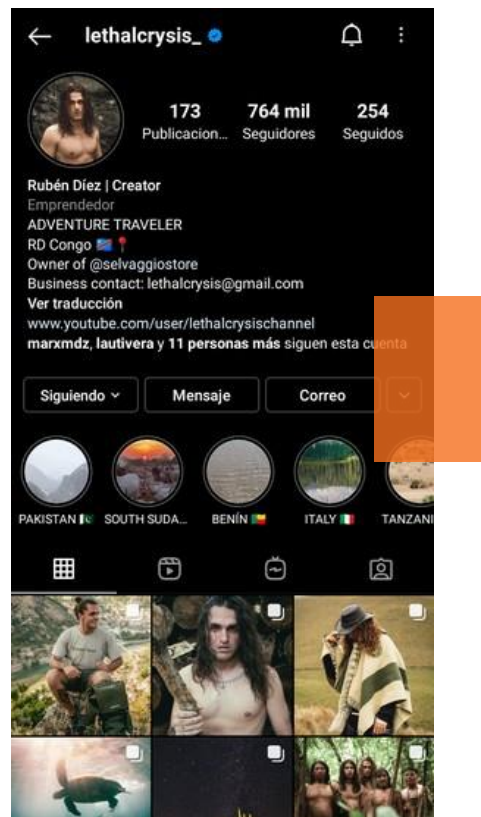 lethalcrysis_
173 764 mil 254
Publicacion... Seguidores Seguidos
Rubén Díez | Creator
Emprendedor
ADVENTURE TRAVELER
RD Congo 🇨🇩📍
Owner of @selvaggiostore
Business contact: lethalcrysis@gmail.com
Ver traducción
www.youtube.com/user/lethalcrysischannel
marxmdz, lautivera y 11 personas más siguen esta cuenta
Siguiendo Mensaje Correo
PAKISTAN 🇵🇰 SOUTH SUDA... BENÍN 🇧🇯 ITALY 🇮🇹 TANZANI